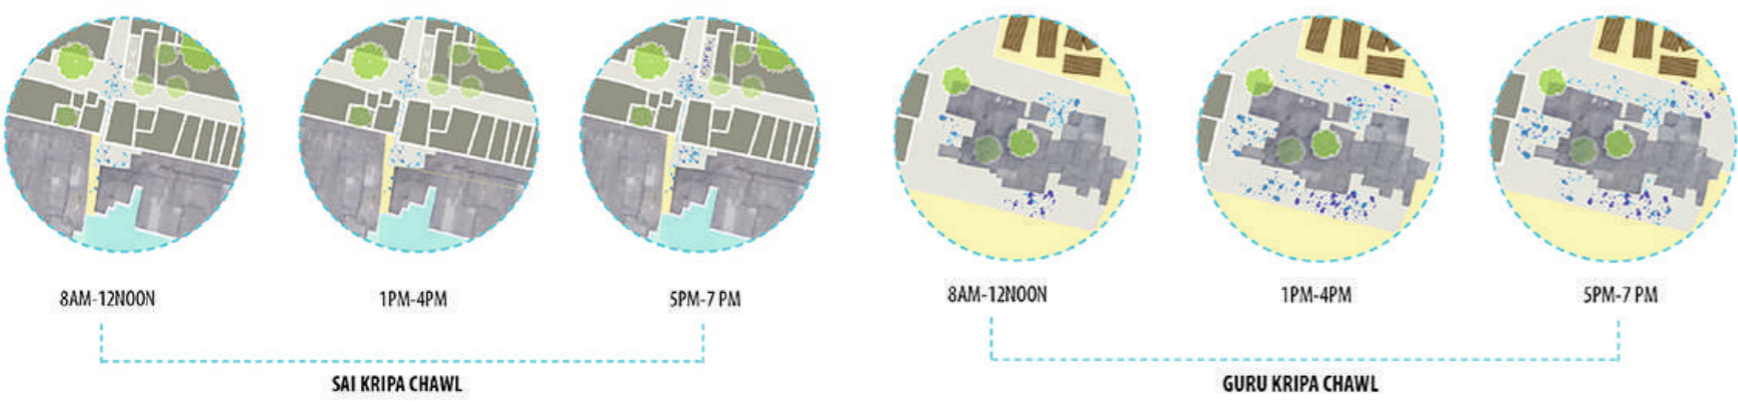 8AM-12NOON
1PM-4PM
5PM-7 PM
SAI KRIPA CHAWL
8AM-12NOON
1PM-4PM
5PM-7 PM
GURU KRIPA CHAWL